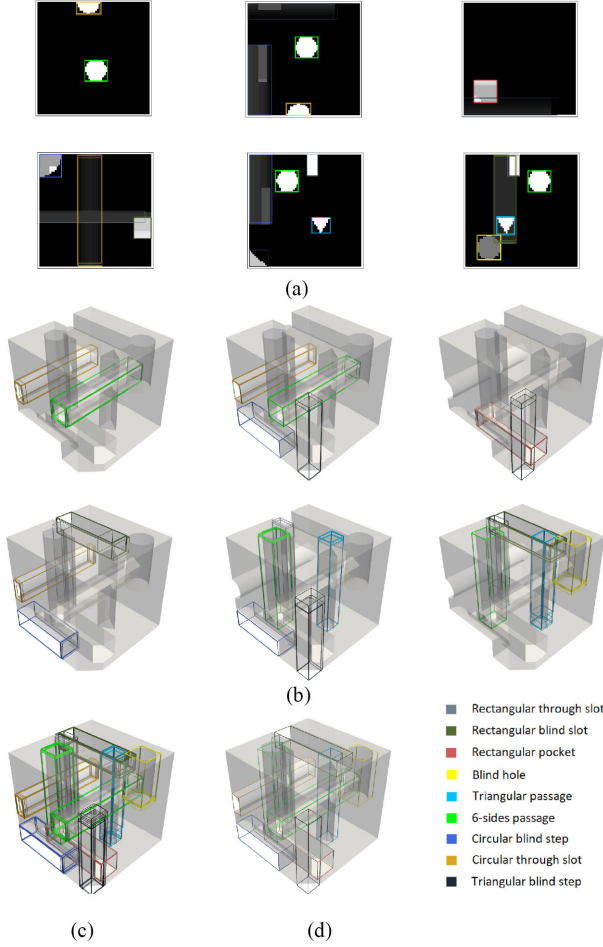 (a)
(b)
Rectangular through slot
Rectangular blind slot
Rectangular pocket
Blind hole
Triangular passage
6-sides passage
Circular blind step
Circular through slot
Triangular blind step
(c)
(d)